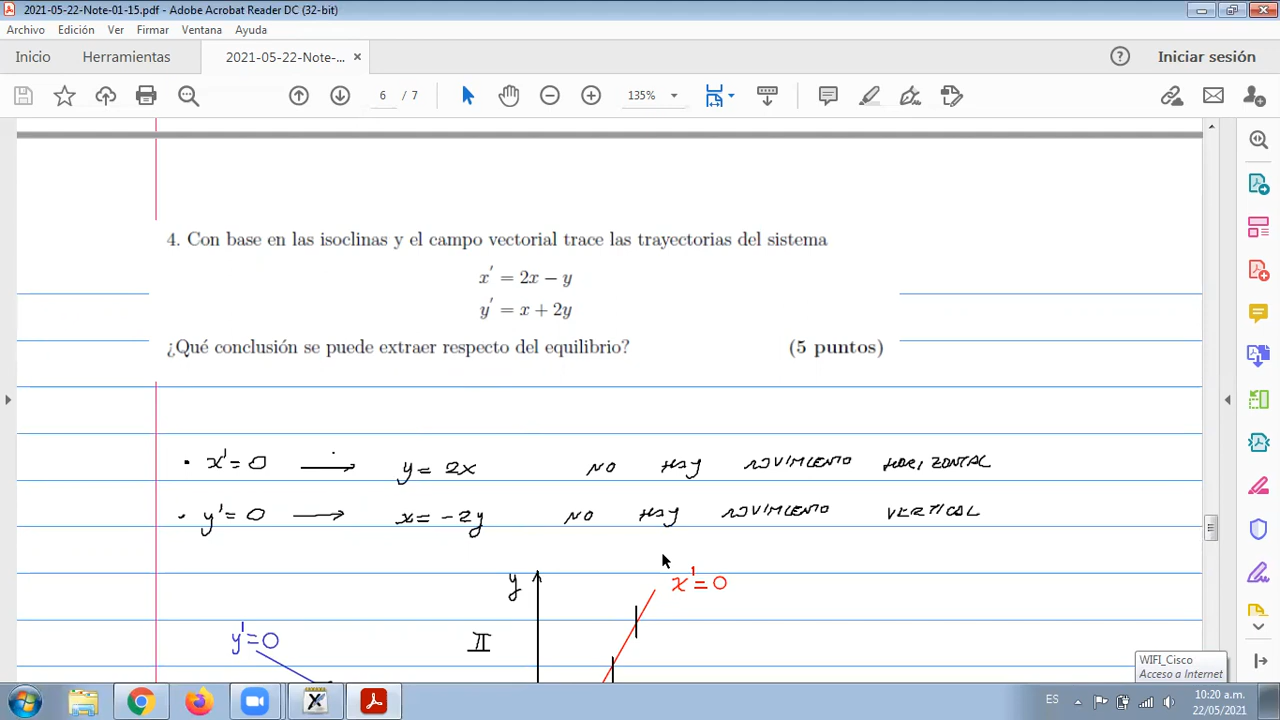 2021-05-22-Note-01-15.pdf - Adobe Acrobat Reader DC (32-bit)
Archivo Edición Ver Firmar Ventana Ayuda
Inicio Herramientas 2021-05-22-Note-... × Iniciar sesión
6 / 7 135%
4. Con base en las isoclinas y el campo vectorial trace las trayectorias del sistema
x' = 2x − y
y' = x + 2y
¿Qué conclusión se puede extraer respecto del equilibrio? (5 puntos)
• x' = 0 → y = 2x NO HAY MOVIMIENTO HORIZONTAL
• y' = 0 → x = -2y NO HAY MOVIMIENTO VERTICAL
y x' = 0
y' = 0 II
WIFI_Cisco
Acceso a Internet
ES 10:20 a.m.
22/05/2021